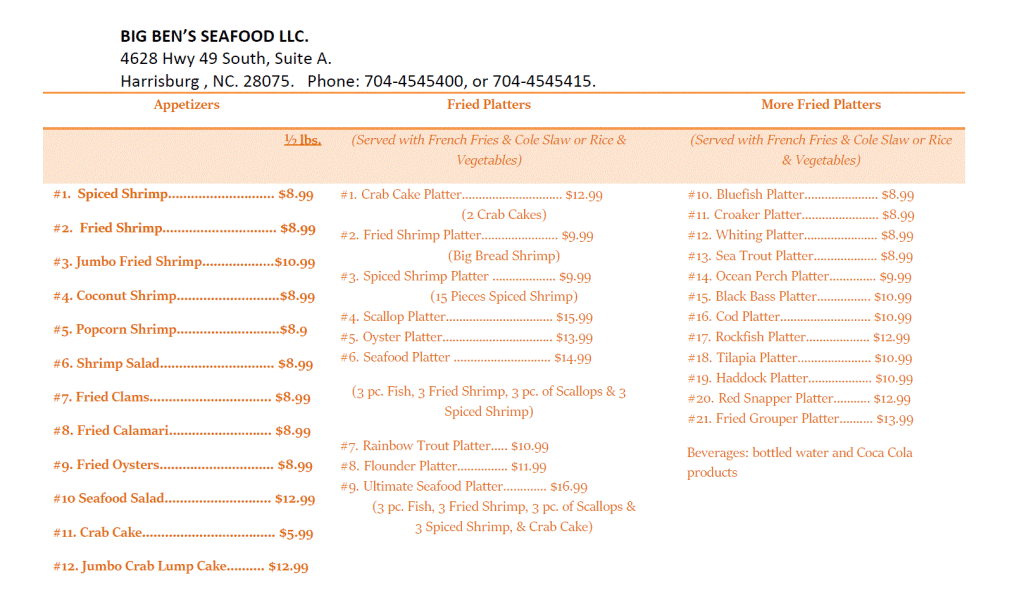 BIG BEN'S SEAFOOD LLC.
4628 Hwy 49 South, Suite A.
Harrisburg , NC. 28075.   Phone: 704-4545400, or 704-4545415.
Appetizers
½ lbs.
#1.  Spiced Shrimp............................ $8.99
#2.  Fried Shrimp.............................. $8.99
#3. Jumbo Fried Shrimp...................$10.99
#4. Coconut Shrimp...........................$8.99
#5. Popcorn Shrimp...........................$8.9
#6. Shrimp Salad.............................. $8.99
#7. Fried Clams................................ $8.99
#8. Fried Calamari........................... $8.99
#9. Fried Oysters.............................. $8.99
#10 Seafood Salad............................ $12.99
#11. Crab Cake................................... $5.99
#12. Jumbo Crab Lump Cake.......... $12.99
Fried Platters
(Served with French Fries & Cole Slaw or Rice &
Vegetables)
#1. Crab Cake Platter................................ $12.99
(2 Crab Cakes)
#2. Fried Shrimp Platter......................... $9.99
(Big Bread Shrimp)
#3. Spiced Shrimp Platter .................... $9.99
(15 Pieces Spiced Shrimp)
#4. Scallop Platter.................................. $15.99
#5. Oyster Platter................................... $13.99
#6. Seafood Platter ............................... $14.99
(3 pc. Fish, 3 Fried Shrimp, 3 pc. of Scallops & 3
Spiced Shrimp)
#7. Rainbow Trout Platter..... $10.99
#8. Flounder Platter................ $11.99
#9. Ultimate Seafood Platter.............. $16.99
(3 pc. Fish, 3 Fried Shrimp, 3 pc. of Scallops &
3 Spiced Shrimp, & Crab Cake)
More Fried Platters
(Served with French Fries & Cole Slaw or Rice
& Vegetables)
#10. Bluefish Platter........................ $8.99
#11. Croaker Platter......................... $8.99
#12. Whiting Platter........................ $8.99
#13. Sea Trout Platter.................... $8.99
#14. Ocean Perch Platter............... $9.99
#15. Black Bass Platter................. $10.99
#16. Cod Platter............................. $10.99
#17. Rockfish Platter.................... $12.99
#18. Tilapia Platter....................... $10.99
#19. Haddock Platter.................... $10.99
#20. Red Snapper Platter............ $12.99
#21. Fried Grouper Platter........... $13.99
Beverages: bottled water and Coca Cola
products